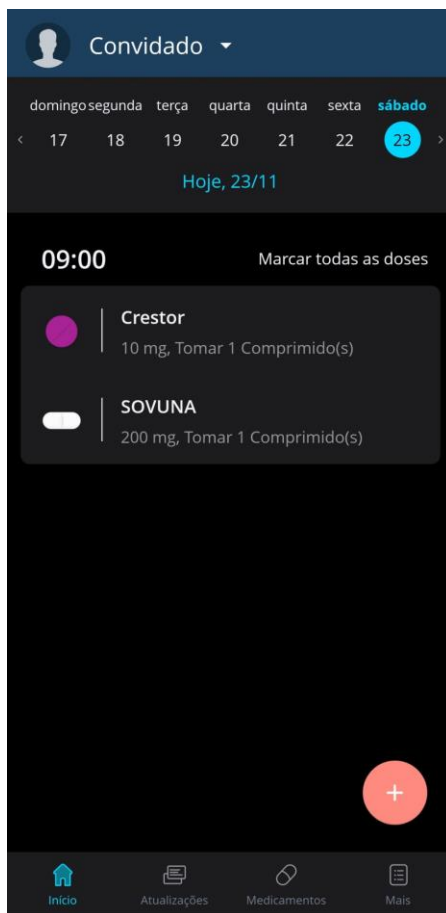 Convidado
domingo segunda terça quarta quinta sexta sábado
< 17 18 19 20 21 22 23 >
Hoje, 23/11
09:00 Marcar todas as doses
Crestor
10 mg, Tomar 1 Comprimido(s)
SOVUNA
200 mg, Tomar 1 Comprimido(s)
+
Início Atualizações Medicamentos Mais